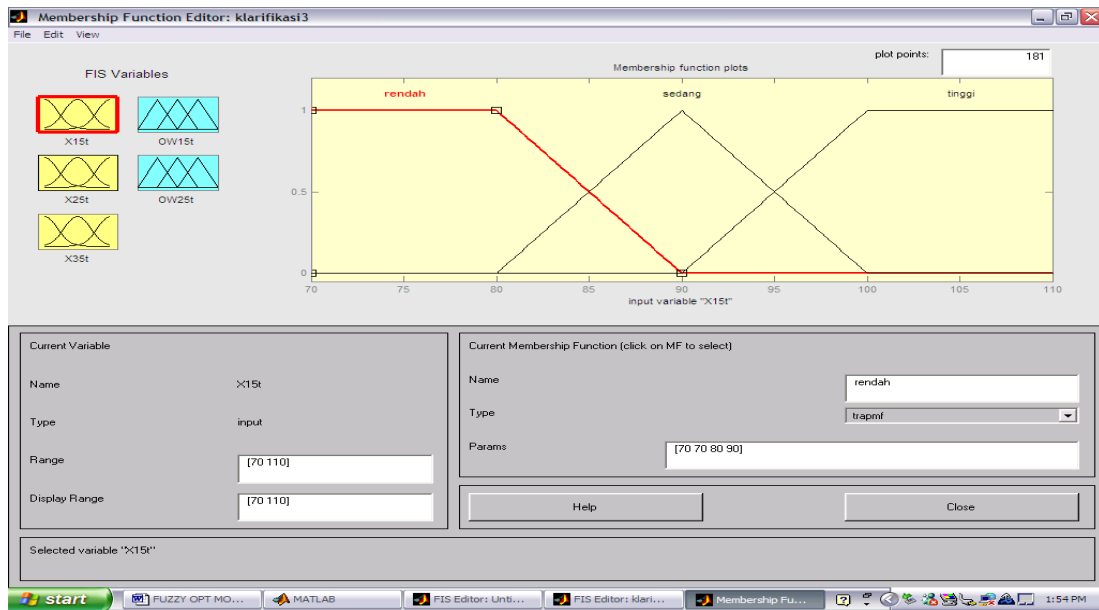 Membership Function Editor: klarifikasi3
File Edit View
FIS Variables
X15t
OW15t
X25t
OW25t
X35t
plot points:
181
Membership function plots
rendah
sedang
tinggi
1
0.5
0
70 75 80 85 90 95 100 105 110
input variable "X15t"
Current Variable
Name
X15t
Type
input
Range
[70 110]
Display Range
[70 110]
Current Membership Function (click on MF to select)
Name
rendah
Type
trapmf
Params
[70 70 80 90]
Help
Close
Selected variable "X15t"
start
FUZZY OPT MO...
MATLAB
FIS Editor: Unti...
FIS Editor: klari...
Membership Fu...
1:54 PM